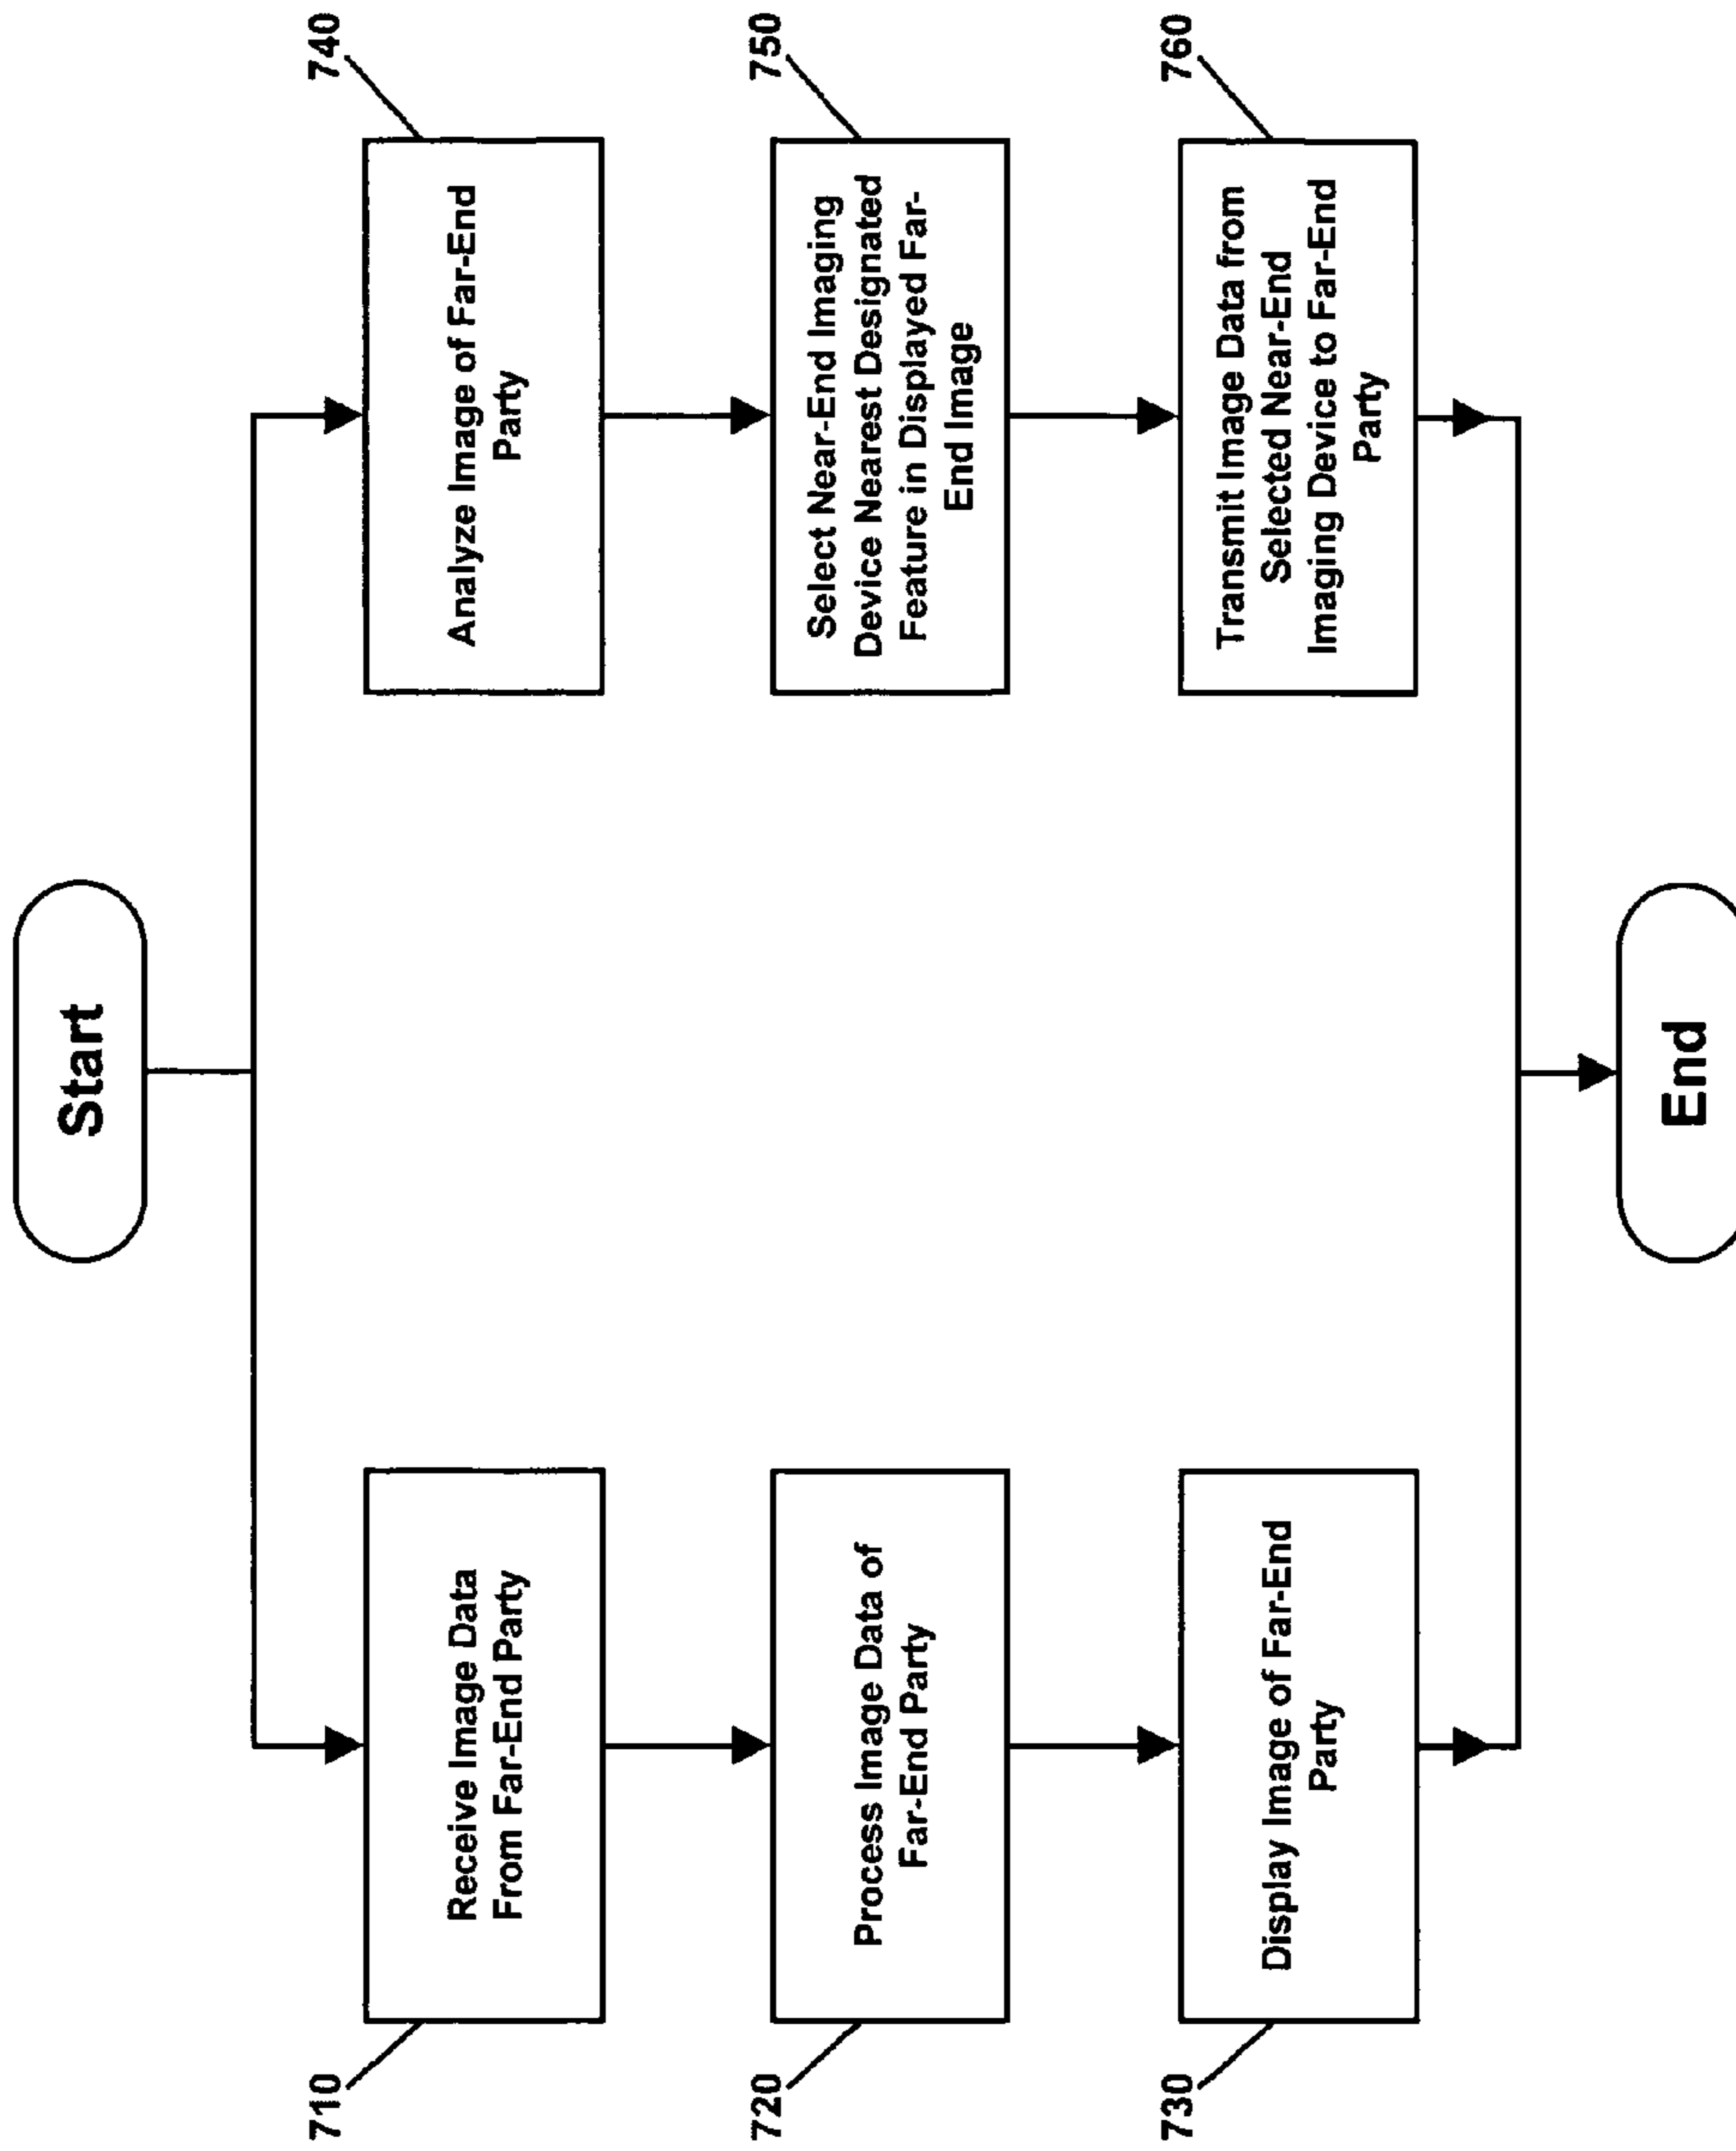 Start
710
Receive Image Data
From Far-End Party
720
Process Image Data of
Far-End Party
730
Display Image of Far-End
Party
740
Analyze Image of Far-End
Party
750
Select Near-End Imaging
Device Nearest Designated
Feature in Displayed Far-
End Image
760
Transmit Image Data from
Selected Near-End
Imaging Device to Far-End
Party
End